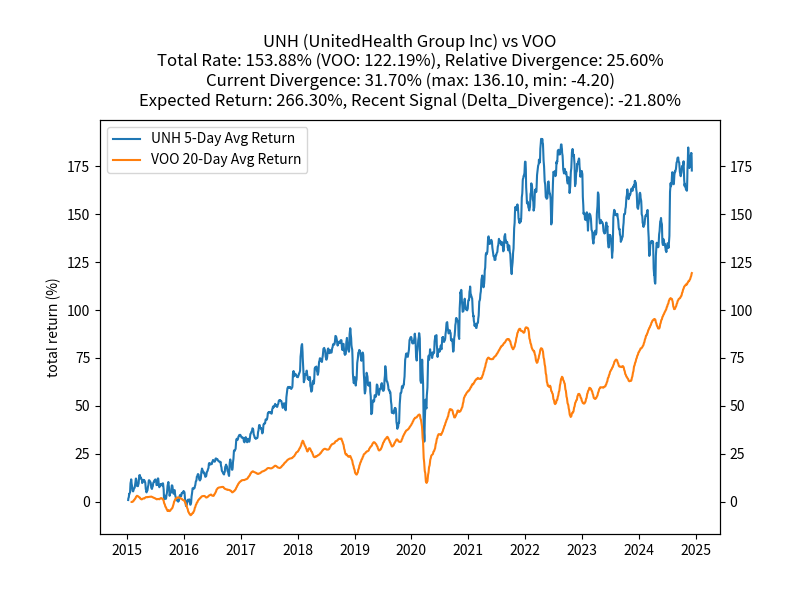 UNH (UnitedHealth Group Inc) vs VOO
Total Rate: 153.88% (VOO: 122.19%), Relative Divergence: 25.60%
Current Divergence: 31.70% (max: 136.10, min: -4.20)
Expected Return: 266.30%, Recent Signal (Delta_Divergence): -21.80%
UNH 5-Day Avg Return
VOO 20-Day Avg Return
total return (%)
175 175
150 150
125 125
100 100
75 75
50 50
25 25
0 0
2015 2016 2017 2018 2019 2020 2021 2022 2023 2024 2025